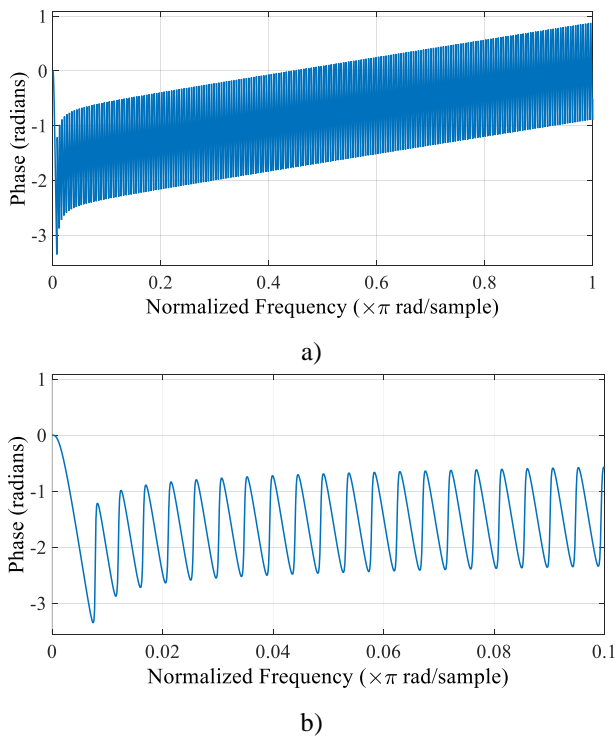 1
0
-1
-2
-3
Phase (radians)
0 0.2 0.4 0.6 0.8 1
Normalized Frequency (×π rad/sample)
a)
1
0
-1
-2
-3
Phase (radians)
0 0.02 0.04 0.06 0.08 0.1
Normalized Frequency (×π rad/sample)
b)